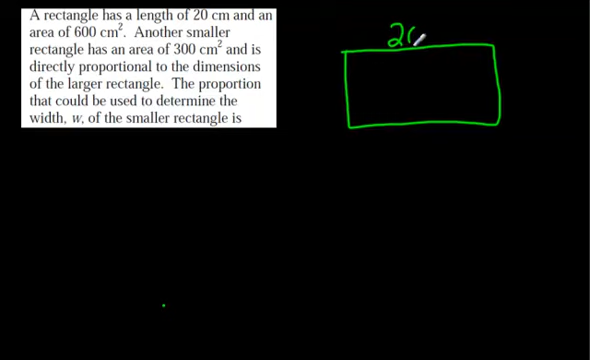 A rectangle has a length of 20 cm and an
area of 600 cm². Another smaller
rectangle has an area of 300 cm² and is
directly proportional to the dimensions
of the larger rectangle. The proportion
that could be used to determine the
width, w, of the smaller rectangle is
20